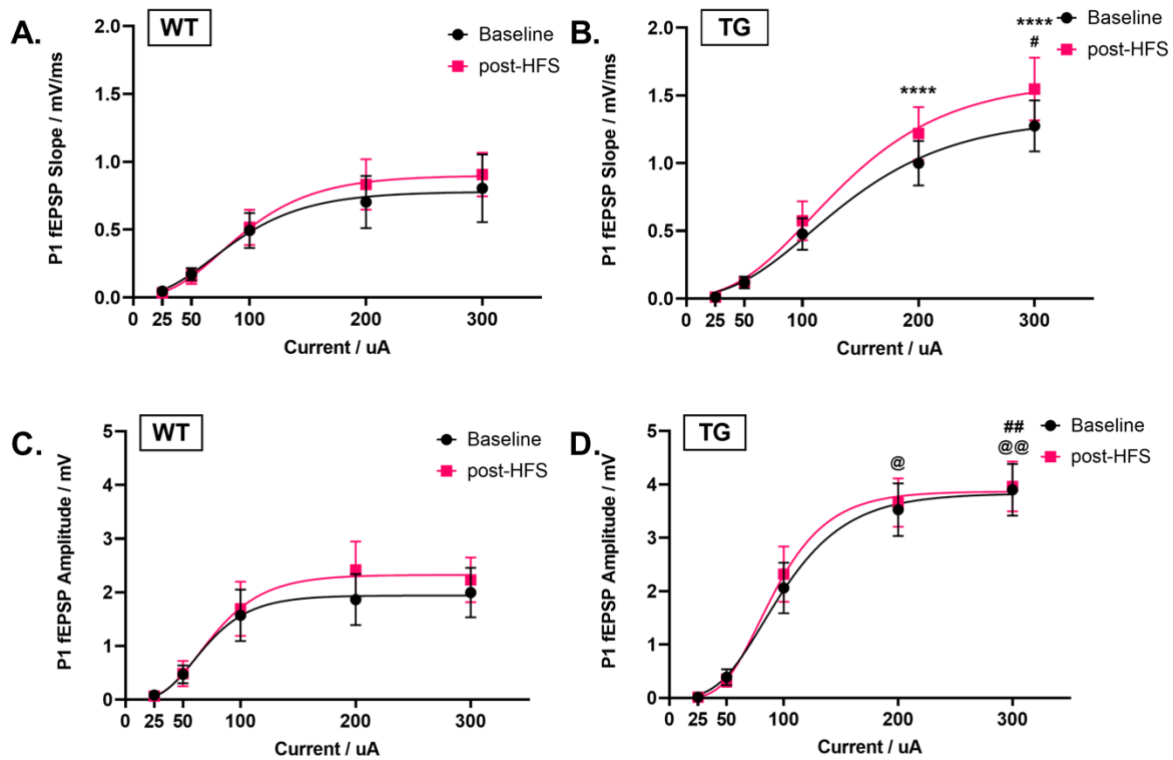 A.
WT
Baseline
post-HFS
P1 fEPSP Slope / mV/ms
2.0
1.5
1.0
0.5
0.0
0 25 50 100 200 300
Current / uA
B.
TG
Baseline
post-HFS
****
#
****
P1 fEPSP Slope / mV/ms
2.0
1.5
1.0
0.5
0.0
0 25 50 100 200 300
Current / uA
C.
WT
Baseline
post-HFS
P1 fEPSP Amplitude / mV
5
4
3
2
1
0
0 25 50 100 200 300
Current / uA
D.
TG
Baseline
post-HFS
##
@@
@
P1 fEPSP Amplitude / mV
5
4
3
2
1
0
0 25 50 100 200 300
Current / uA